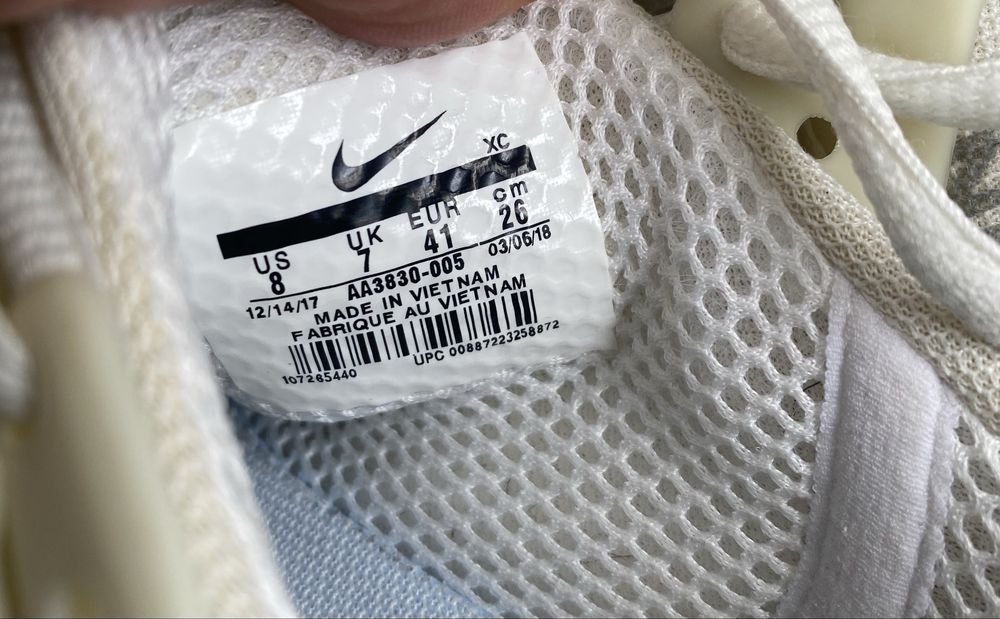 XC
US UK EUR cm
8 7 41 26
12/14/17 AA3830-005 03/06/18
MADE IN VIETNAM
FABRIQUE AU VIETNAM
107265440 UPC 00887223258872